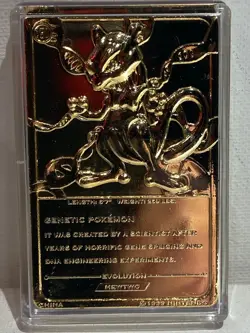 LENGTH: 6'7" WEIGHT: 269 LBS.
GENETIC POKÉMON
IT WAS CREATED BY A SCIENTIST AFTER
YEARS OF HORRIFIC GENE SPLICING AND
DNA ENGINEERING EXPERIMENTS.
EVOLUTION
MEWTWO
CHINA
© 1999 NINTENDO